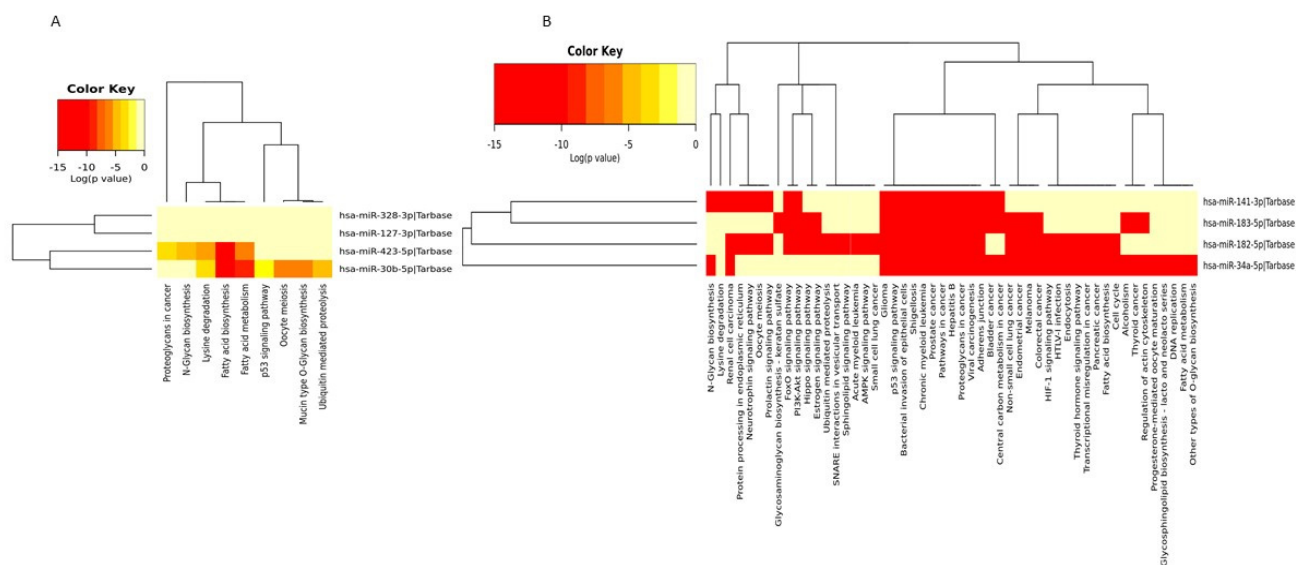 A
B
Color Key
-15 -10 -5 0
Log(p value)
hsa-miR-328-3p|Tarbase
hsa-miR-127-3p|Tarbase
hsa-miR-423-5p|Tarbase
hsa-miR-30b-5p|Tarbase
Proteoglycans in cancer
N-Glycan biosynthesis
Lysine degradation
Fatty acid biosynthesis
Fatty acid metabolism
p53 signaling pathway
Oocyte meiosis
Mucin type O-Glycan biosynthesis
Ubiquitin mediated proteolysis
Color Key
-15 -10 -5 0
Log(p value)
hsa-miR-141-3p|Tarbase
hsa-miR-183-5p|Tarbase
hsa-miR-182-5p|Tarbase
hsa-miR-34a-5p|Tarbase
N-Glycan biosynthesis
Lysine degradation
Renal cell carcinoma
Protein processing in endoplasmic reticulum
Neurotrophin signaling pathway
Oocyte meiosis
Prolactin signaling pathway
Glycosaminoglycan biosynthesis - keratan sulfate
FoxO signaling pathway
PI3K-Akt signaling pathway
Hippo signaling pathway
Estrogen signaling pathway
Ubiquitin mediated proteolysis
SNARE interactions in vesicular transport
Sphingolipid signaling pathway
Acute myeloid leukemia
AMPK signaling pathway
Small cell lung cancer
Glioma
p53 signaling pathway
Bacterial invasion of epithelial cells
Shigellosis
Chronic myeloid leukemia
Prostate cancer
Pathways in cancer
Hepatitis B
Proteoglycans in cancer
Viral carcinogenesis
Adherens junction
Bladder cancer
Central carbon metabolism in cancer
Non-small cell lung cancer
Endometrial cancer
Melanoma
Colorectal cancer
HIF-1 signaling pathway
HTLV-I infection
Endocytosis
Thyroid hormone signaling pathway
Transcriptional misregulation in cancer
Pancreatic cancer
Fatty acid biosynthesis
Cell cycle
Alcoholism
Thyroid cancer
Regulation of actin cytoskeleton
Progesterone-mediated oocyte maturation
Glycosphingolipid biosynthesis - lacto and neolacto series
DNA replication
Fatty acid metabolism
Other types of O-glycan biosynthesis